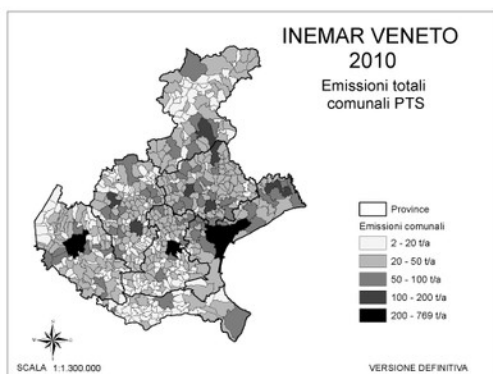 INEMAR VENETO
2010
Emissioni totali
comunali PTS
Province
Emissioni comunali
2 - 20 t/a
20 - 50 t/a
50 - 100 t/a
100 - 200 t/a
200 - 769 t/a
SCALA 1:1.300.000
VERSIONE DEFINITIVA